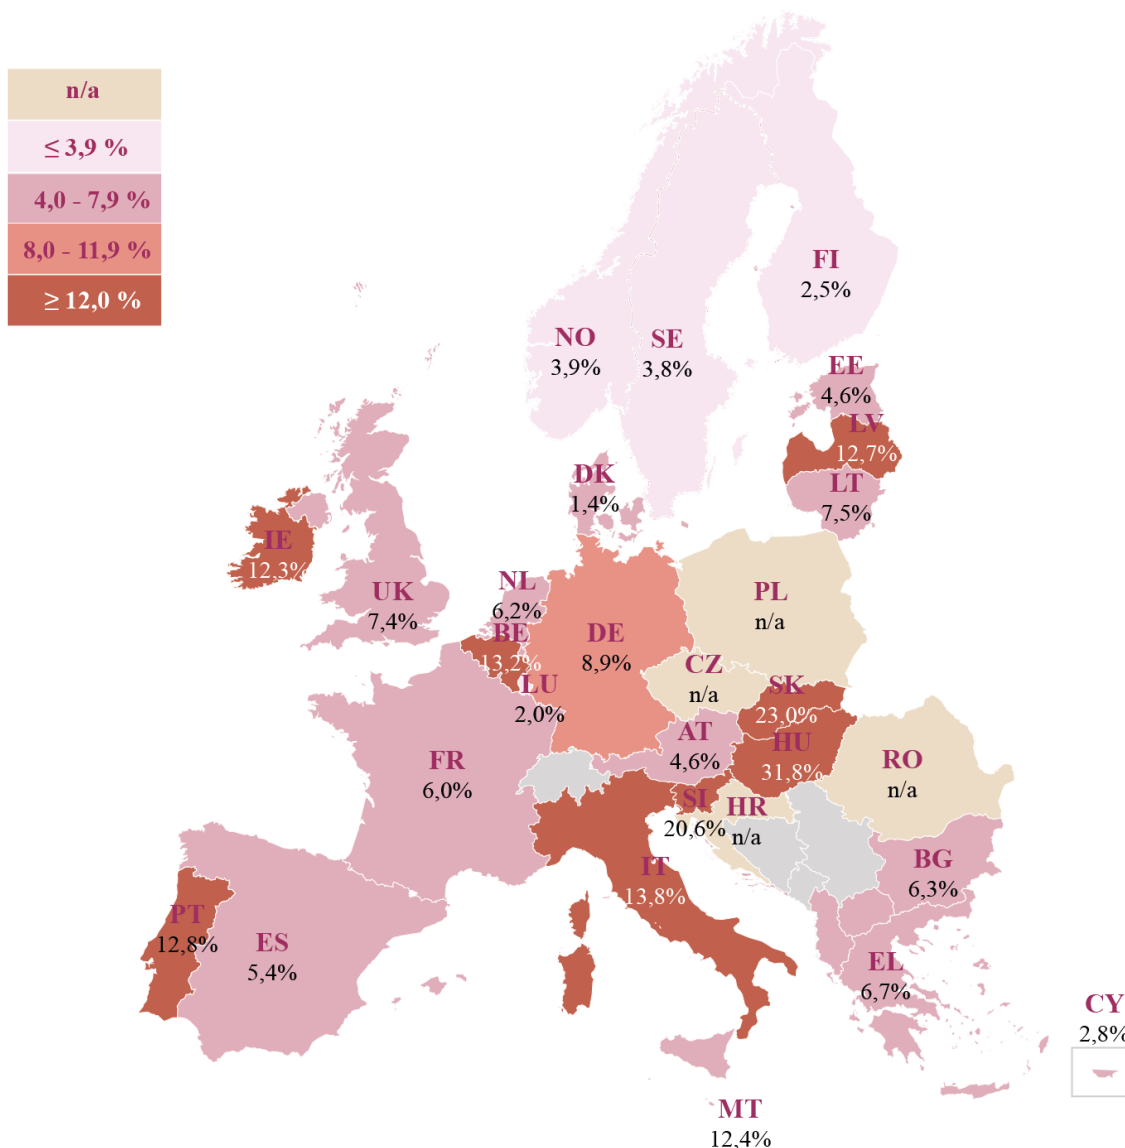 n/a
≤ 3,9 %
4,0 - 7,9 %
8,0 - 11,9 %
≥ 12,0 %
FI
2,5%
NO
3,9%
SE
3,8%
EE
4,6%
LV
12,7%
DK
1,4%
LT
7,5%
IE
12,3%
UK
7,4%
NL
6,2%
BE
13,2%
DE
8,9%
PL
n/a
CZ
n/a
LU
2,0%
SK
23,0%
AT
4,6%
HU
31,8%
FR
6,0%
RO
n/a
SI
20,6%
HR
n/a
IT
13,8%
BG
6,3%
PT
12,8%
ES
5,4%
EL
6,7%
CY
2,8%
MT
12,4%